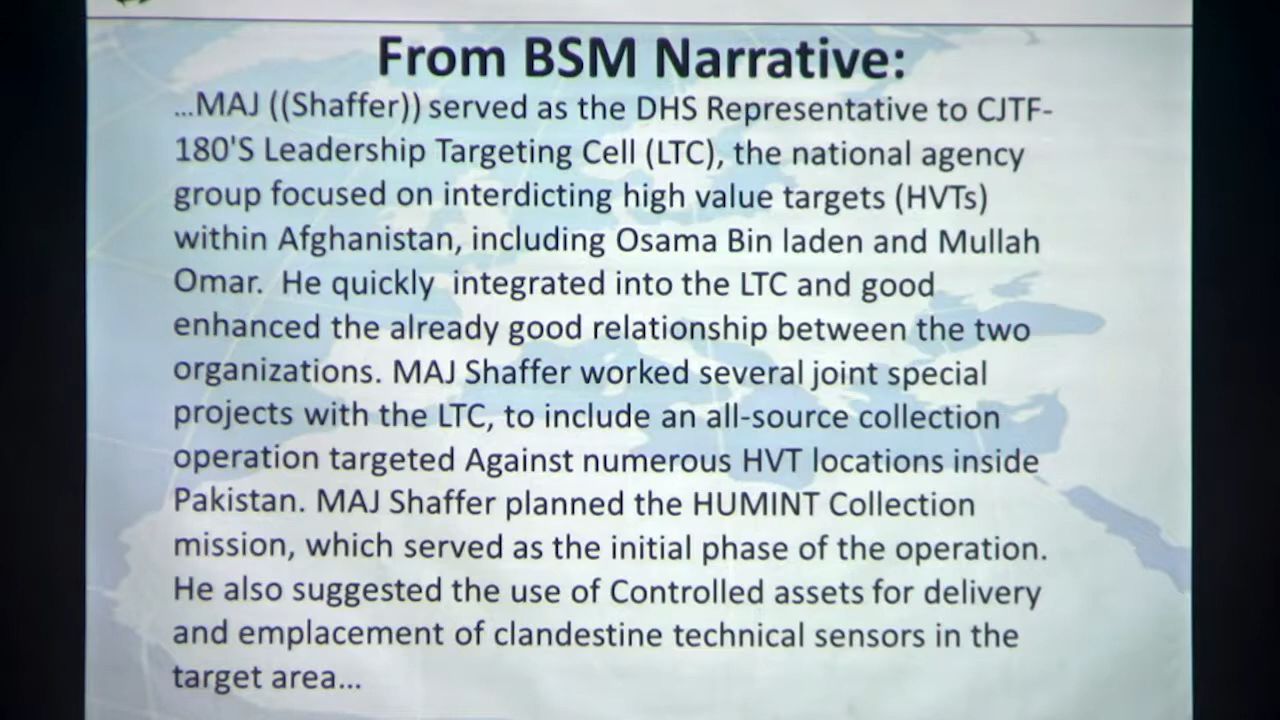 From BSM Narrative:
...MAJ ((Shaffer)) served as the DHS Representative to CJTF-
180'S Leadership Targeting Cell (LTC), the national agency
group focused on interdicting high value targets (HVTs)
within Afghanistan, including Osama Bin laden and Mullah
Omar.  He quickly  integrated into the LTC and good
enhanced the already good relationship between the two
organizations. MAJ Shaffer worked several joint special
projects with the LTC, to include an all-source collection
operation targeted Against numerous HVT locations inside
Pakistan. MAJ Shaffer planned the HUMINT Collection
mission, which served as the initial phase of the operation.
He also suggested the use of Controlled assets for delivery
and emplacement of clandestine technical sensors in the
target area...